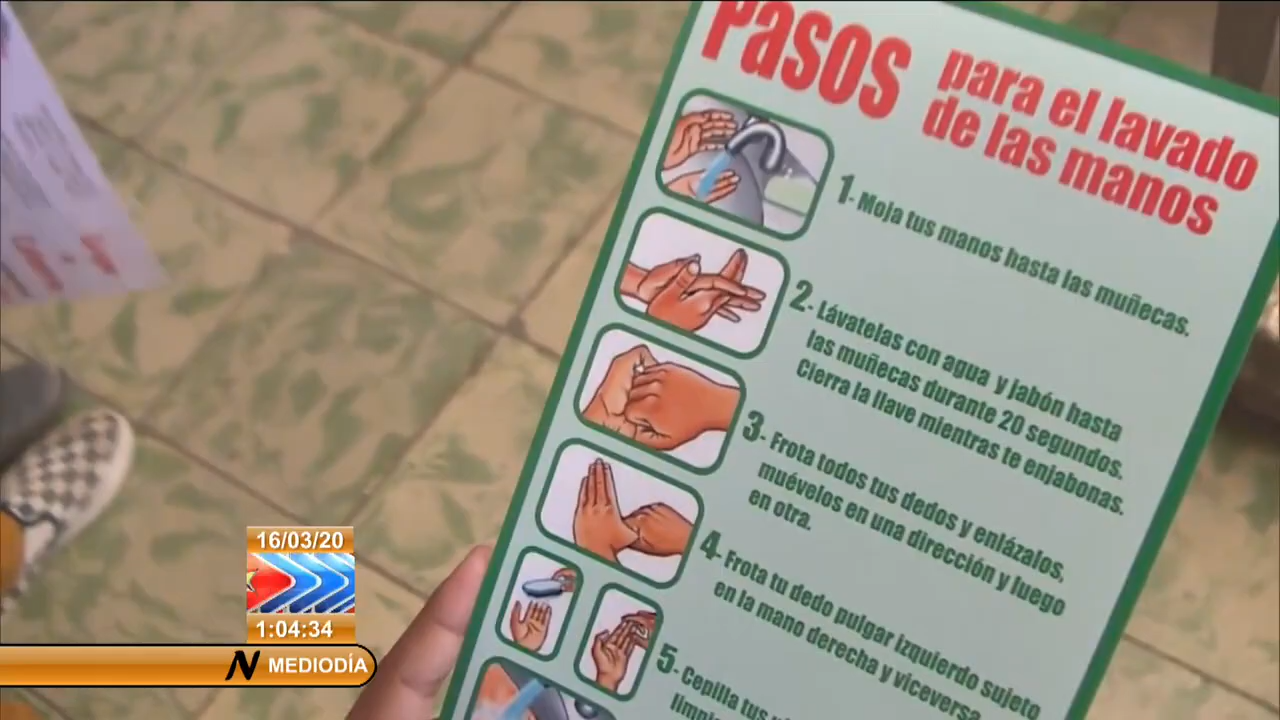 Pasos
para el lavado
de las manos
1- Moja tus manos hasta las muñecas.
2- Lávatelas con agua y jabón hasta
las muñecas durante 20 segundos.
Cierra la llave mientras te enjabonas.
3- Frota todos tus dedos y enlázalos,
muévelos en una dirección y luego
en otra.
4- Frota tu dedo pulgar izquierdo sujeto
en la mano derecha y viceversa
5- Cepilla tus
16/03/20
1:04:34
N MEDIODÍA